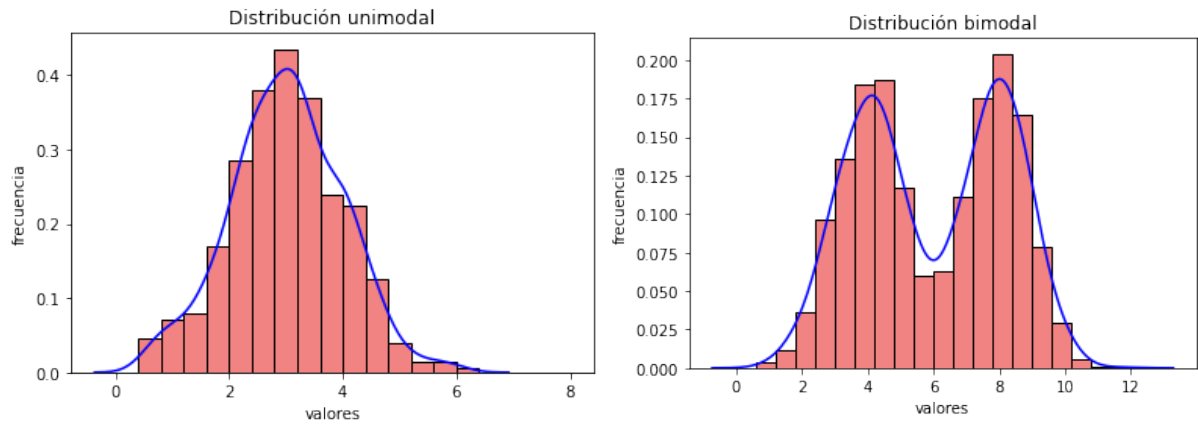 Distribución unimodal
frecuencia
0.4
0.3
0.2
0.1
0.0
0 2 4 6 8
valores
Distribución bimodal
frecuencia
0.200
0.175
0.150
0.125
0.100
0.075
0.050
0.025
0.000
0 2 4 6 8 10 12
valores